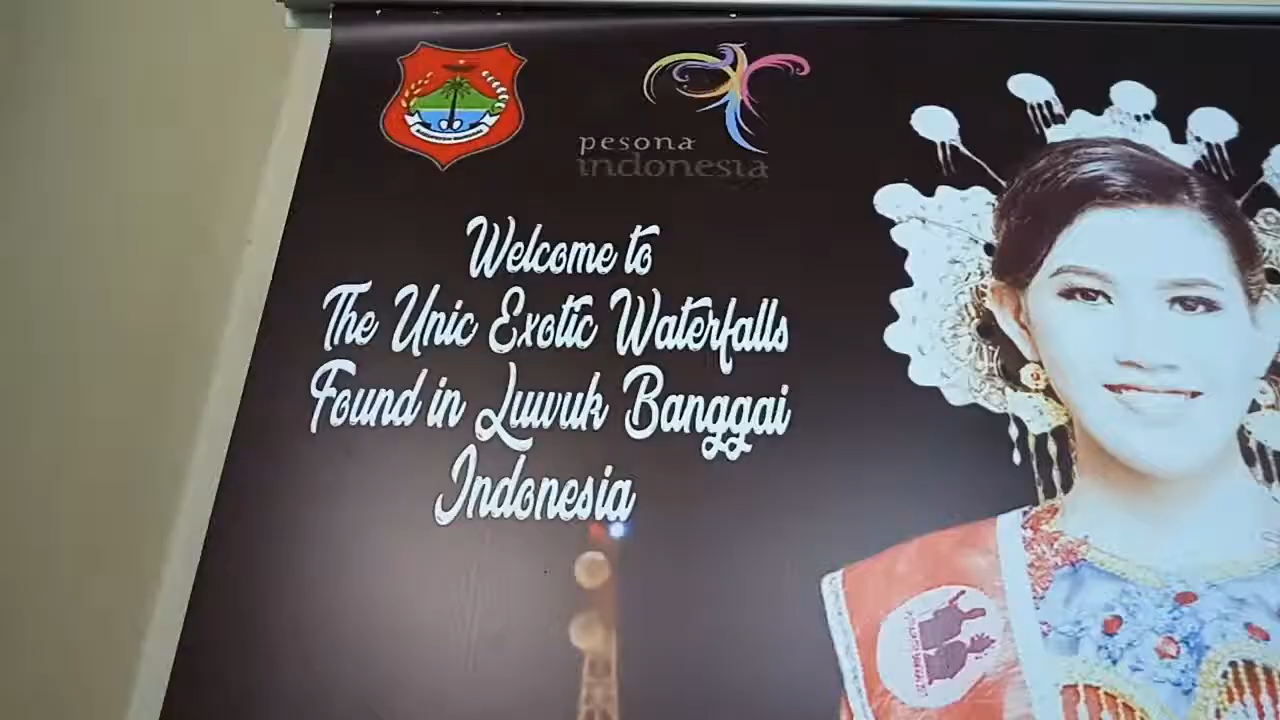 pesona
indonesia
Welcome to
The Unic Exotic Waterfalls
Found in Luwuk Banggai
Indonesia